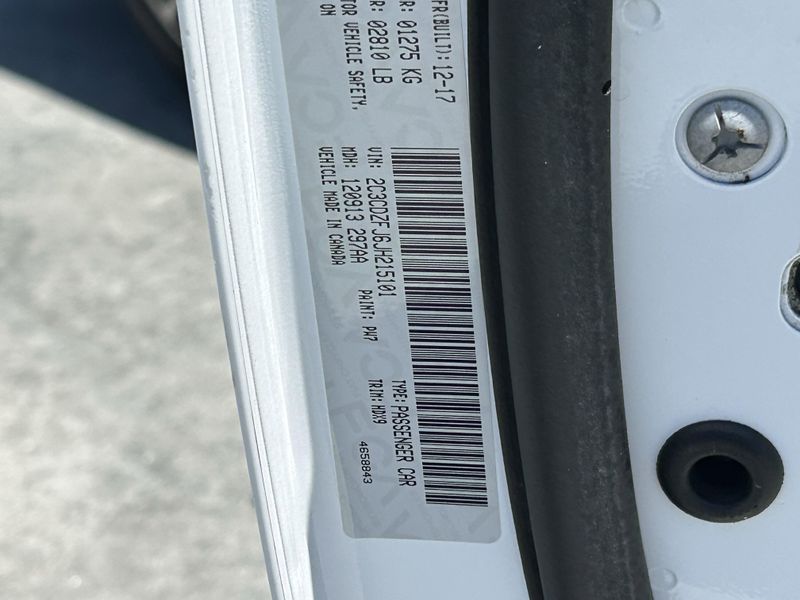 FR(BUILT): 12-17
R: 01275 KG
R: 02810 LB
TOR VEHICLE SAFETY,
ON
VIN: 2C3CDZFJ6JH215101
TYPE: PASSENGER CAR
MDH: 120913 297AA
PAINT: PW7
TRIM: HDX9
VEHICLE MADE IN CANADA
4658843